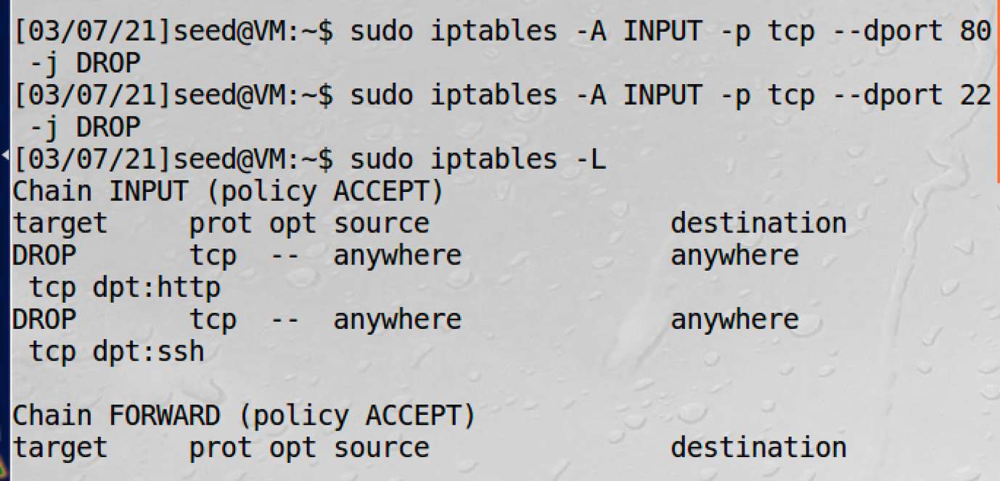 [03/07/21]seed@VM:~$ sudo iptables -A INPUT -p tcp --dport 80
 -j DROP
[03/07/21]seed@VM:~$ sudo iptables -A INPUT -p tcp --dport 22
 -j DROP
[03/07/21]seed@VM:~$ sudo iptables -L
Chain INPUT (policy ACCEPT)
target     prot opt source               destination
DROP       tcp  --  anywhere             anywhere
 tcp dpt:http
DROP       tcp  --  anywhere             anywhere
 tcp dpt:ssh
Chain FORWARD (policy ACCEPT)
target     prot opt source               destination